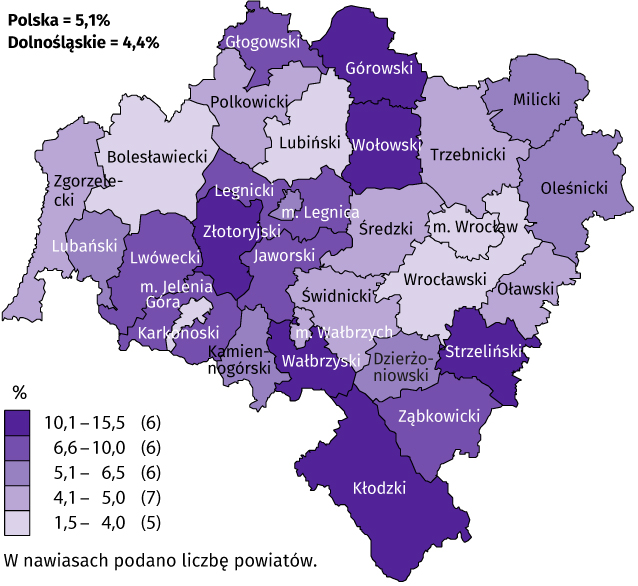 Polska = 5,1%
Dolnośląskie = 4,4%
Głogowski
Górowski
Polkowicki
Milicki
Lubiński
Wołowski
Bolesławiecki
Trzebnicki
Zgorzele-
cki
Legnicki
Oleśnicki
m. Legnica
Złotoryjski
Średzki
m. Wrocław
Lubański
Lwówecki
Jaworski
Wrocławski
m. Jelenia
Góra
Świdnicki
Oławski
Karkonoski
m. Wałbrzych
Kamien-
nogórski
Wałbrzyski
Dzierżo-
niowski
Strzeliński
Ząbkowicki
Kłodzki
%
10,1 – 15,5 (6)
6,6 – 10,0 (6)
5,1 – 6,5 (6)
4,1 – 5,0 (7)
1,5 – 4,0 (5)
W nawiasach podano liczbę powiatów.